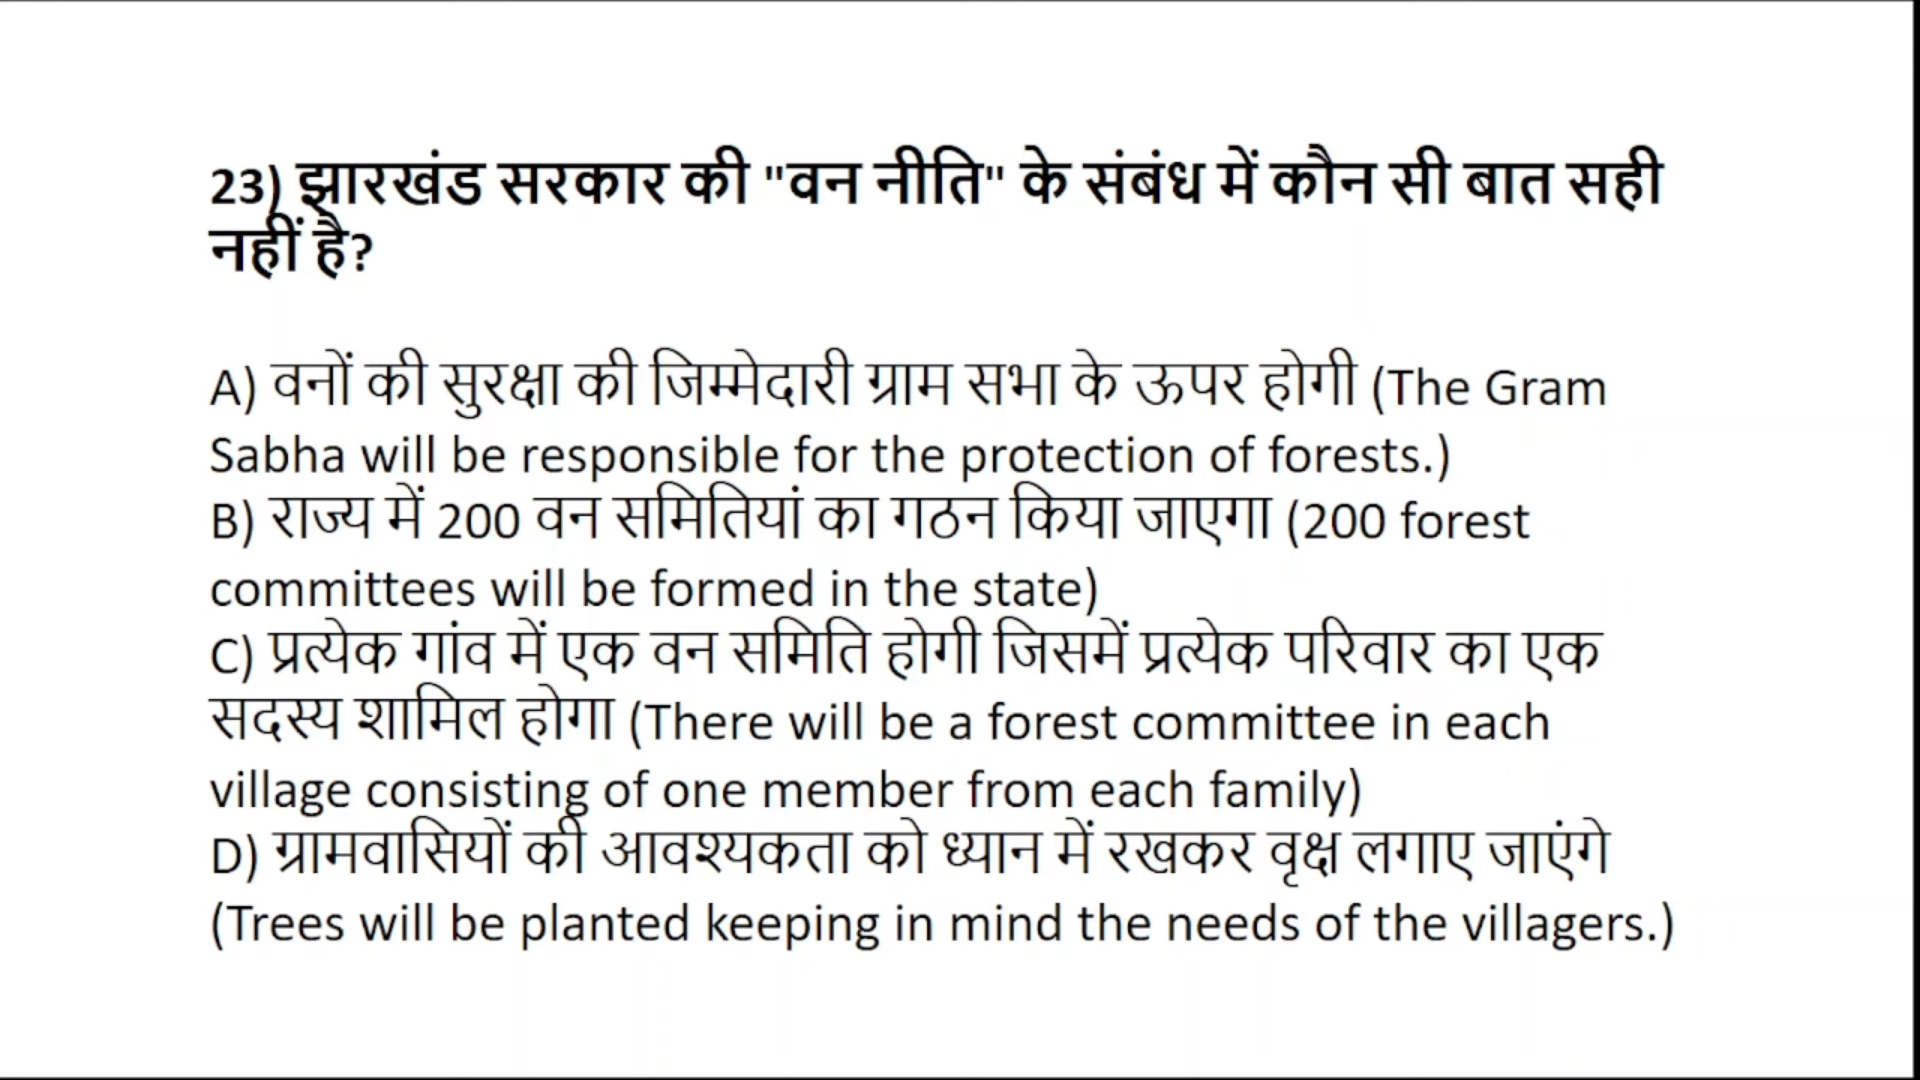 23) झारखंड सरकार की "वन नीति" के संबंध में कौन सी बात सही
नहीं है?
A) वनों की सुरक्षा की जिम्मेदारी ग्राम सभा के ऊपर होगी (The Gram
Sabha will be responsible for the protection of forests.)
B) राज्य में 200 वन समितियां का गठन किया जाएगा (200 forest
committees will be formed in the state)
C) प्रत्येक गांव में एक वन समिति होगी जिसमें प्रत्येक परिवार का एक
सदस्य शामिल होगा (There will be a forest committee in each
village consisting of one member from each family)
D) ग्रामवासियों की आवश्यकता को ध्यान में रखकर वृक्ष लगाए जाएंगे
(Trees will be planted keeping in mind the needs of the villagers.)